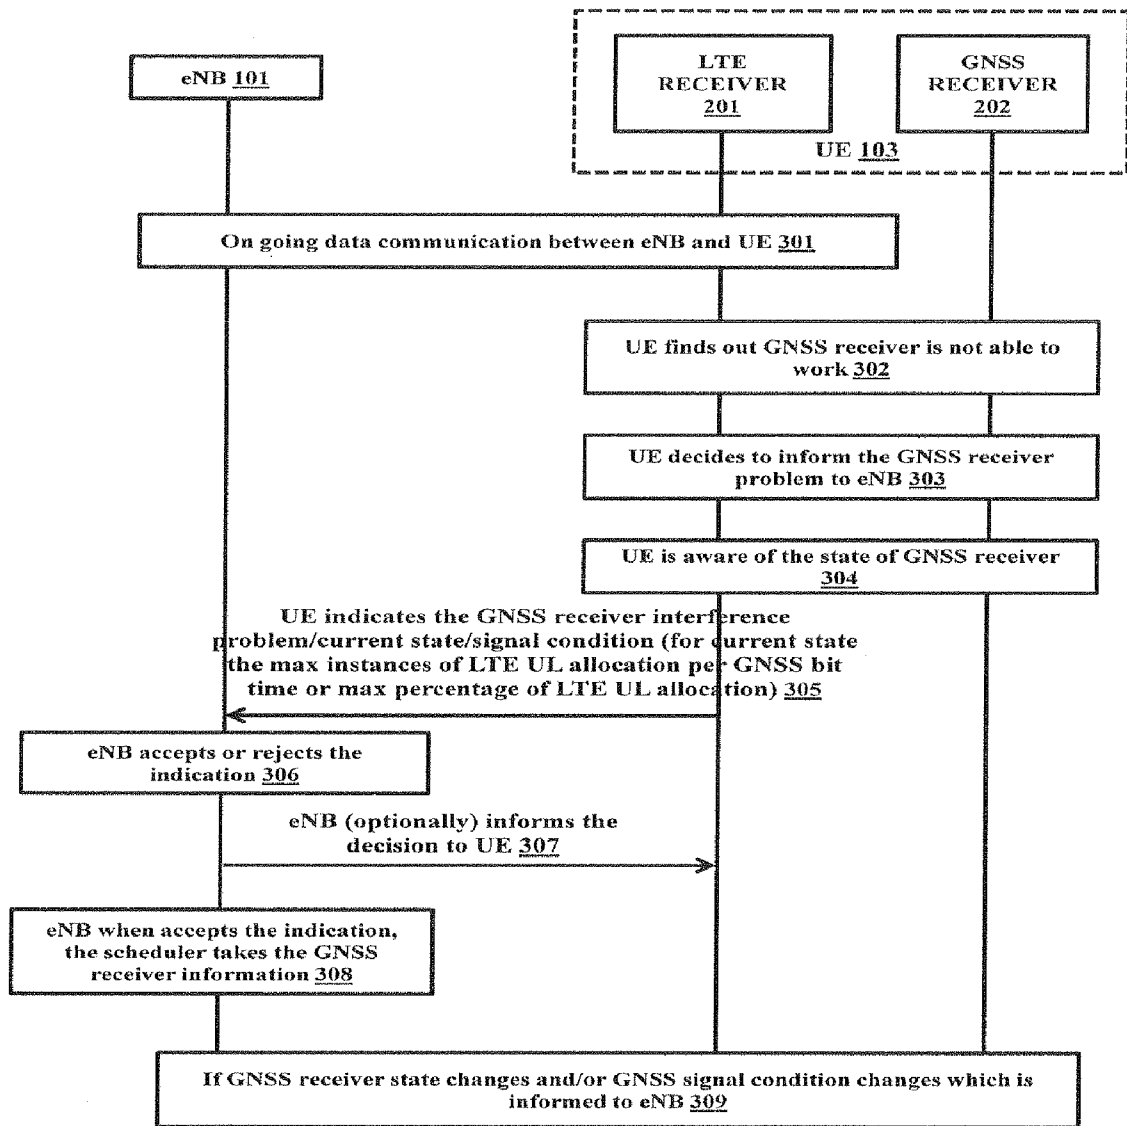 eNB 101
LTE
RECEIVER
201
GNSS
RECEIVER
202
UE 103
On going data communication between eNB and UE 301
UE finds out GNSS receiver is not able to
work 302
UE decides to inform the GNSS receiver
problem to eNB 303
UE is aware of the state of GNSS receiver
304
UE indicates the GNSS receiver interference
problem/current state/signal condition (for current state
the max instances of LTE UL allocation per GNSS bit
time or max percentage of LTE UL allocation) 305
eNB accepts or rejects the
indication 306
eNB (optionally) informs the
decision to UE 307
eNB when accepts the indication,
the scheduler takes the GNSS
receiver information 308
If GNSS receiver state changes and/or GNSS signal condition changes which is
informed to eNB 309